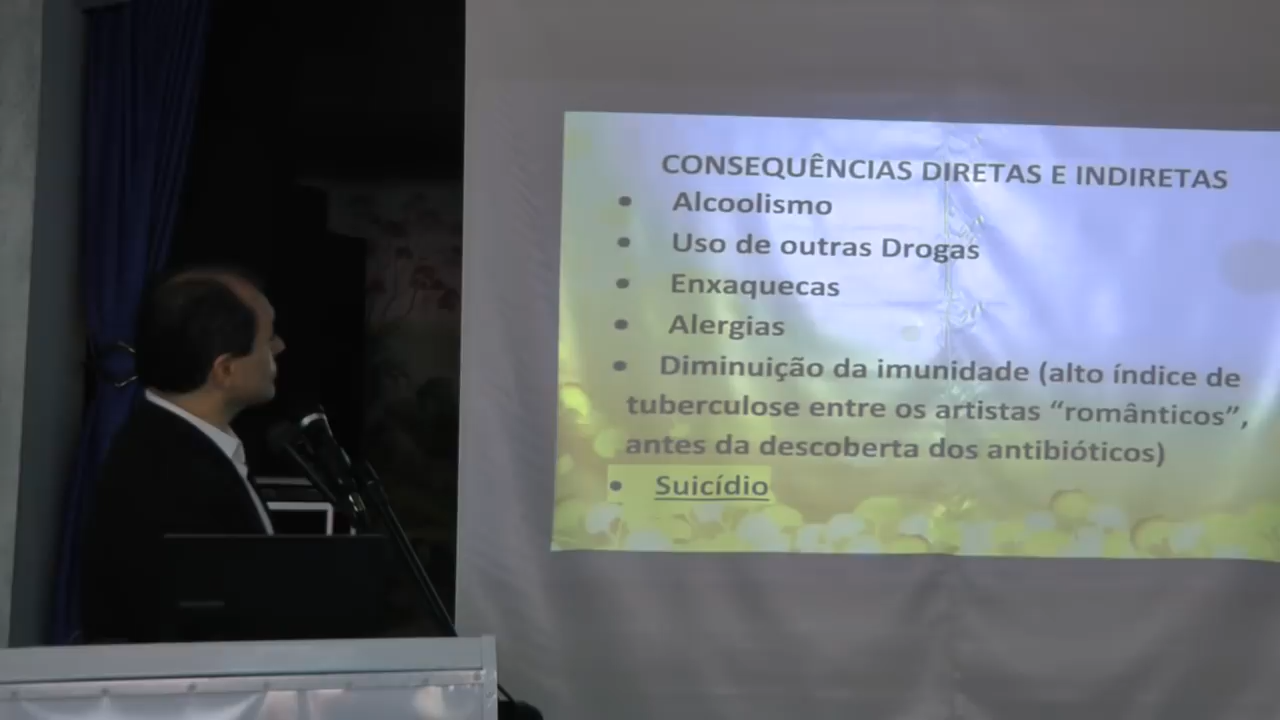 CONSEQUÊNCIAS DIRETAS E INDIRETAS
• Alcoolismo
• Uso de outras Drogas
• Enxaquecas
• Alergias
• Diminuição da imunidade (alto índice de
tuberculose entre os artistas “românticos”,
antes da descoberta dos antibióticos)
• Suicídio